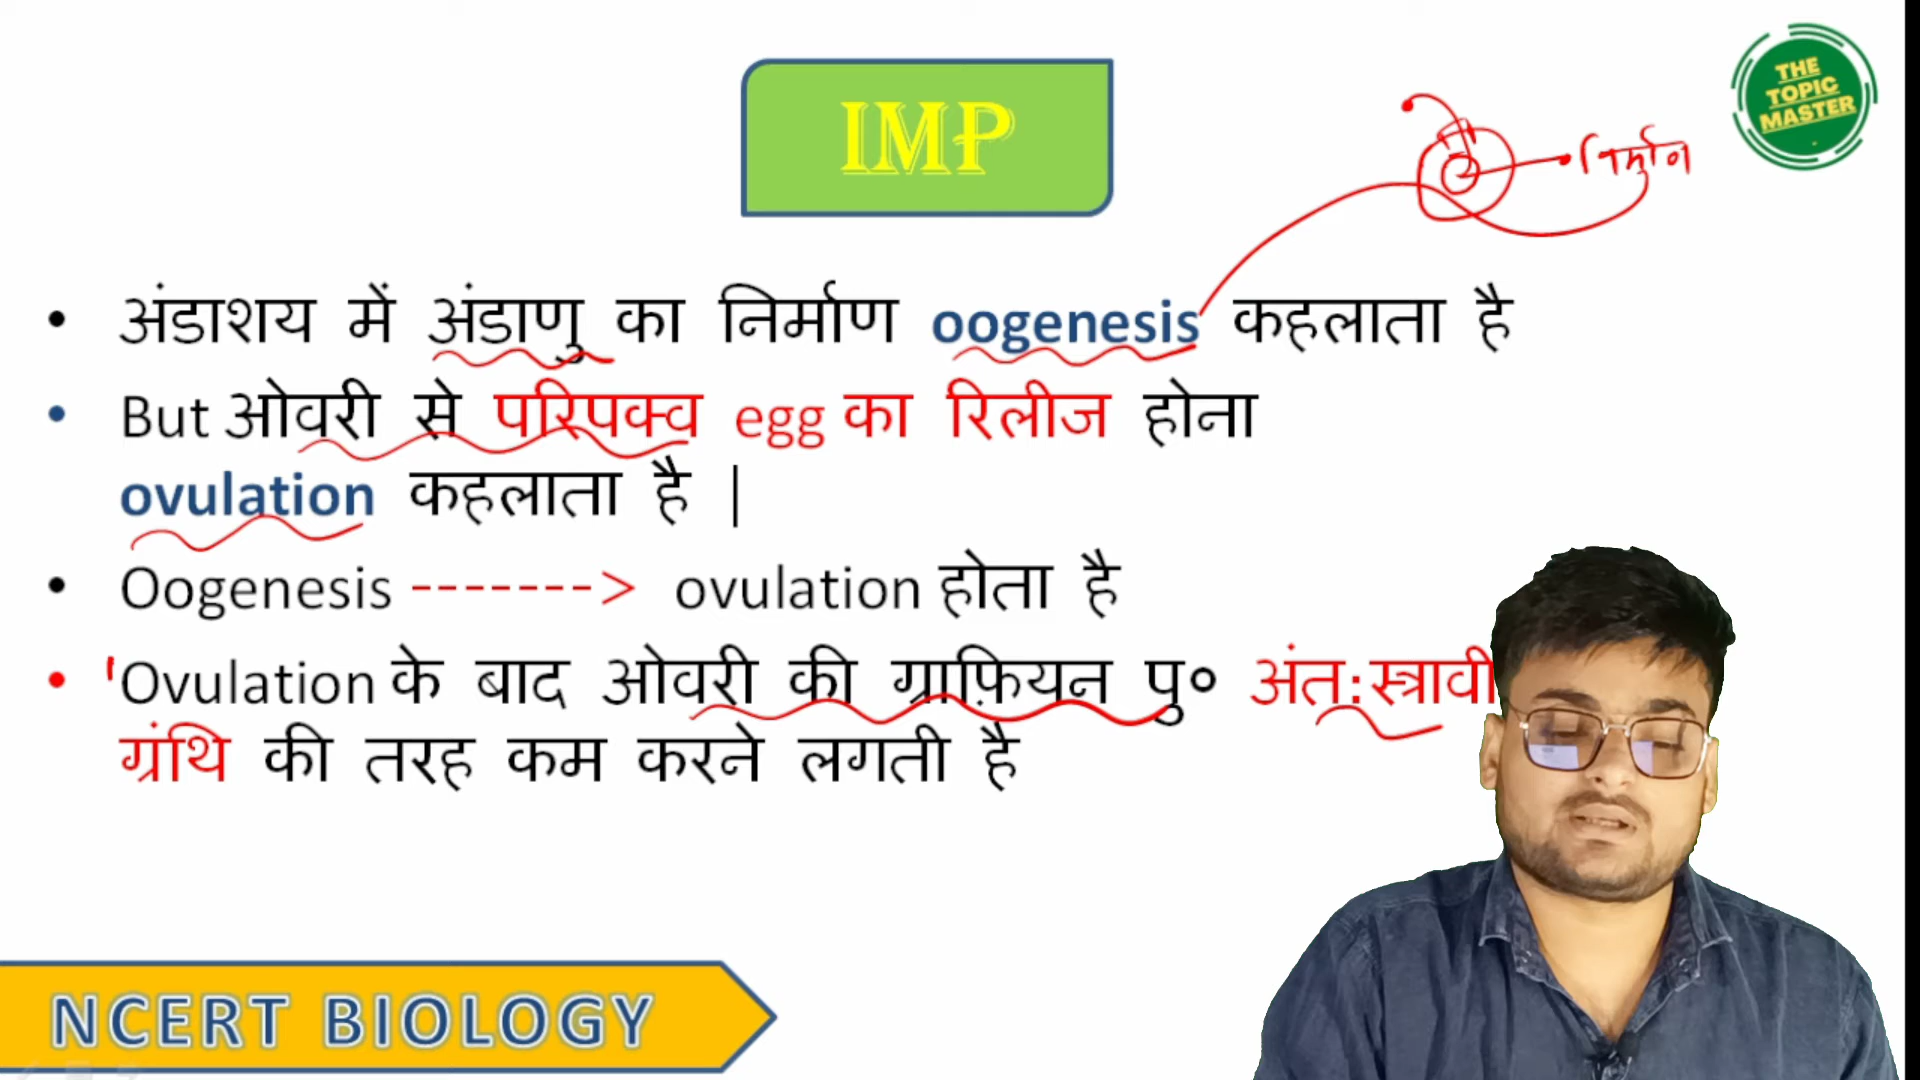 IMP
THE
TOPIC
MASTER
निर्माण
• अंडाशय में अंडाणु का निर्माण oogenesis कहलाता है
• But ओवरी से परिपक्व egg का रिलीज होना
ovulation कहलाता है |
• Oogenesis -------> ovulation होता है
• 'Ovulation के बाद ओवरी की ग्राफ़ियन पु० अंत:स्त्रावी
ग्रंथि की तरह कम करने लगती है
NCERT BIOLOGY